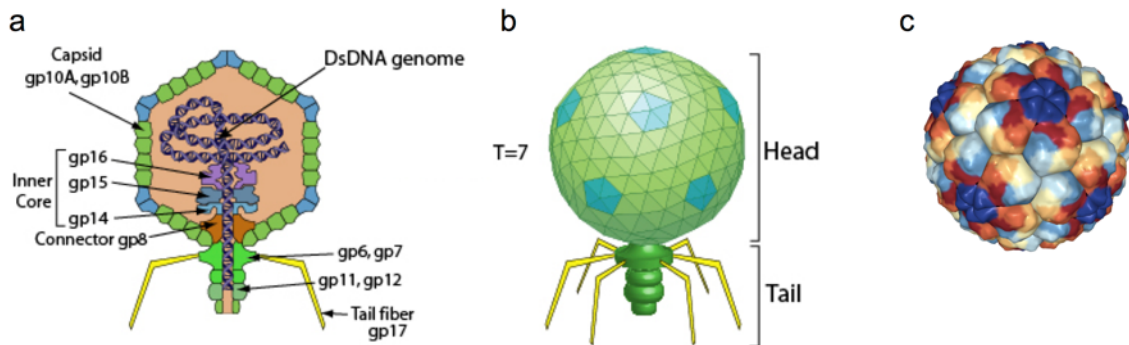 a
Capsid
gp10A, gp10B
DsDNA genome
gp16
Inner
Core
gp15
gp14
Connector gp8
gp6, gp7
gp11, gp12
Tail fiber
gp17
b
T=7
Head
Tail
c